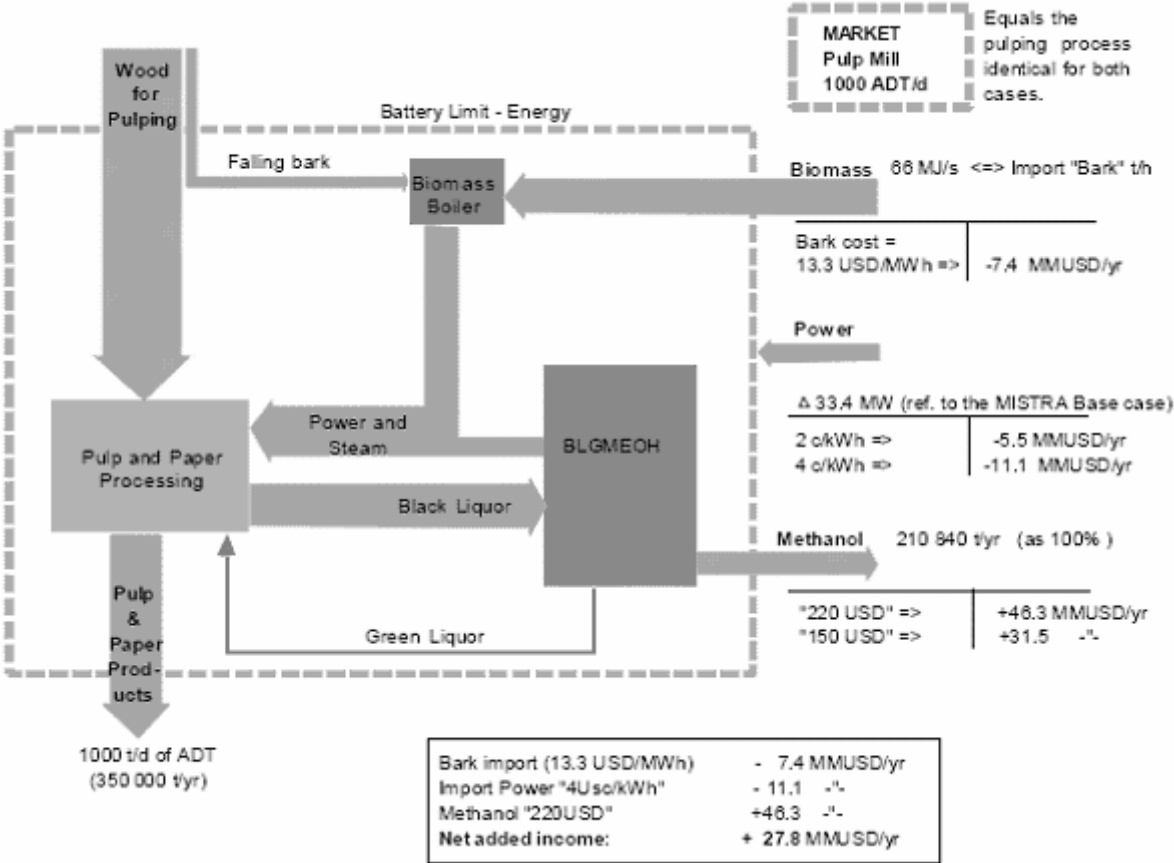 MARKET
Pulp Mill
1000 ADT/d
Equals the
pulping process
identical for both
cases.
Wood
for
Pulping
Battery Limit - Energy
Falling bark
Biomass
Boiler
Biomass 66 MJ/s <=> Import "Bark" t/h
Bark cost =
13.3 USD/MWh => -7.4 MMUSD/yr
Power
Δ 33.4 MW (ref. to the MISTRA Base case)
2 c/kWh => -5.5 MMUSD/yr
4 c/kWh => -11.1 MMUSD/yr
Power and
Steam
BLGMEOH
Pulp and Paper
Processing
Black Liquor
Methanol 210 840 t/yr (as 100% )
"220 USD" => +46.3 MMUSD/yr
"150 USD" => +31.5 -"-
Green Liquor
Pulp
&
Paper
Prod-
ucts
1000 t/d of ADT
(350 000 t/yr)
Bark import (13.3 USD/MWh) - 7.4 MMUSD/yr
Import Power "4Usc/kWh" - 11.1 -"-
Methanol "220USD" +46.3 -"-
Net added income: + 27.8 MMUSD/yr